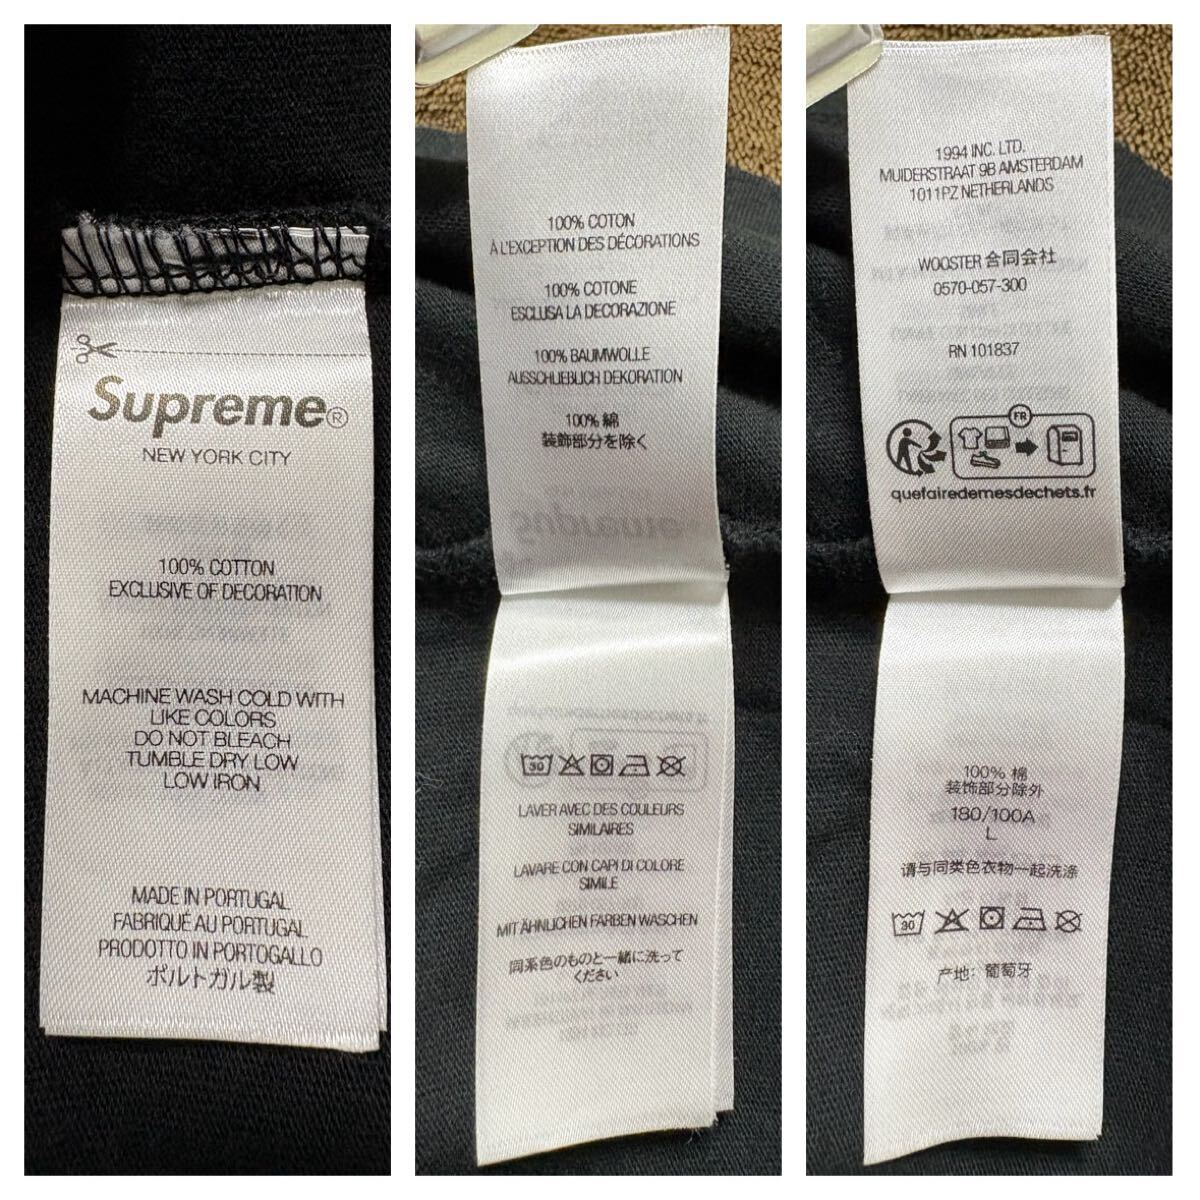 Supreme®
NEW YORK CITY
100% COTTON
EXCLUSIVE OF DECORATION
MACHINE WASH COLD WITH
LIKE COLORS
DO NOT BLEACH
TUMBLE DRY LOW
LOW IRON
MADE IN PORTUGAL
FABRIQUÉ AU PORTUGAL
PRODOTTO IN PORTOGALLO
ポルトガル製
100% COTON
À L'EXCEPTION DES DÉCORATIONS
100% COTONE
ESCLUSA LA DECORAZIONE
100% BAUMWOLLE
AUSSCHLIEBLICH DEKORATION
100% 綿
装飾部分を除く
30
LAVER AVEC DES COULEURS
SIMILAIRES
LAVARE CON CAPI DI COLORE
SIMILE
MIT ÄHNLICHEN FARBEN WASCHEN
同系色のものと一緒に洗って
ください
1994 INC. LTD.
MUIDERSTRAAT 9B AMSTERDAM
1011PZ NETHERLANDS
WOOSTER 合同会社
0570-057-300
RN 101837
FR
quefairedemesdechets.fr
100% 棉
装饰部分除外
180/100A
L
请与同类色衣物一起洗涤
30
产地: 葡萄牙